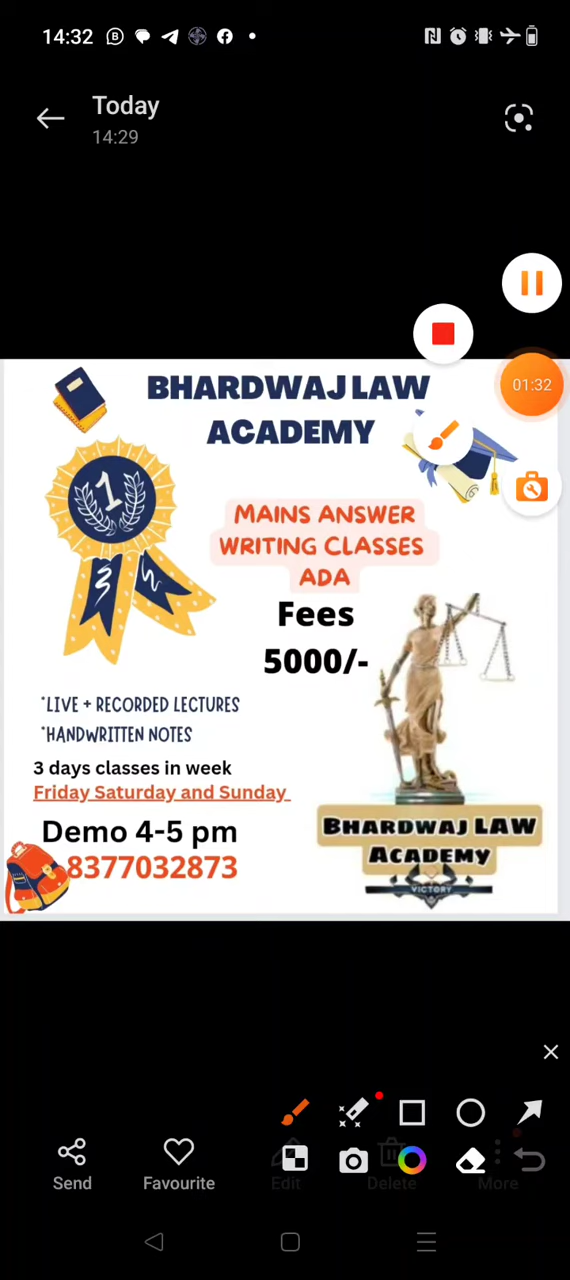 14:32
Today
14:29
01:32
BHARDWAJ LAW
ACADEMY
1
MAINS ANSWER
WRITING CLASSES
ADA
Fees
5000/-
*LIVE + RECORDED LECTURES
*HANDWRITTEN NOTES
3 days classes in week
Friday Saturday and Sunday
Demo 4-5 pm
8377032873
BHARDWAJ LAW
ACADEMY
VICTORY
Send
Favourite
Edit
Delete
More